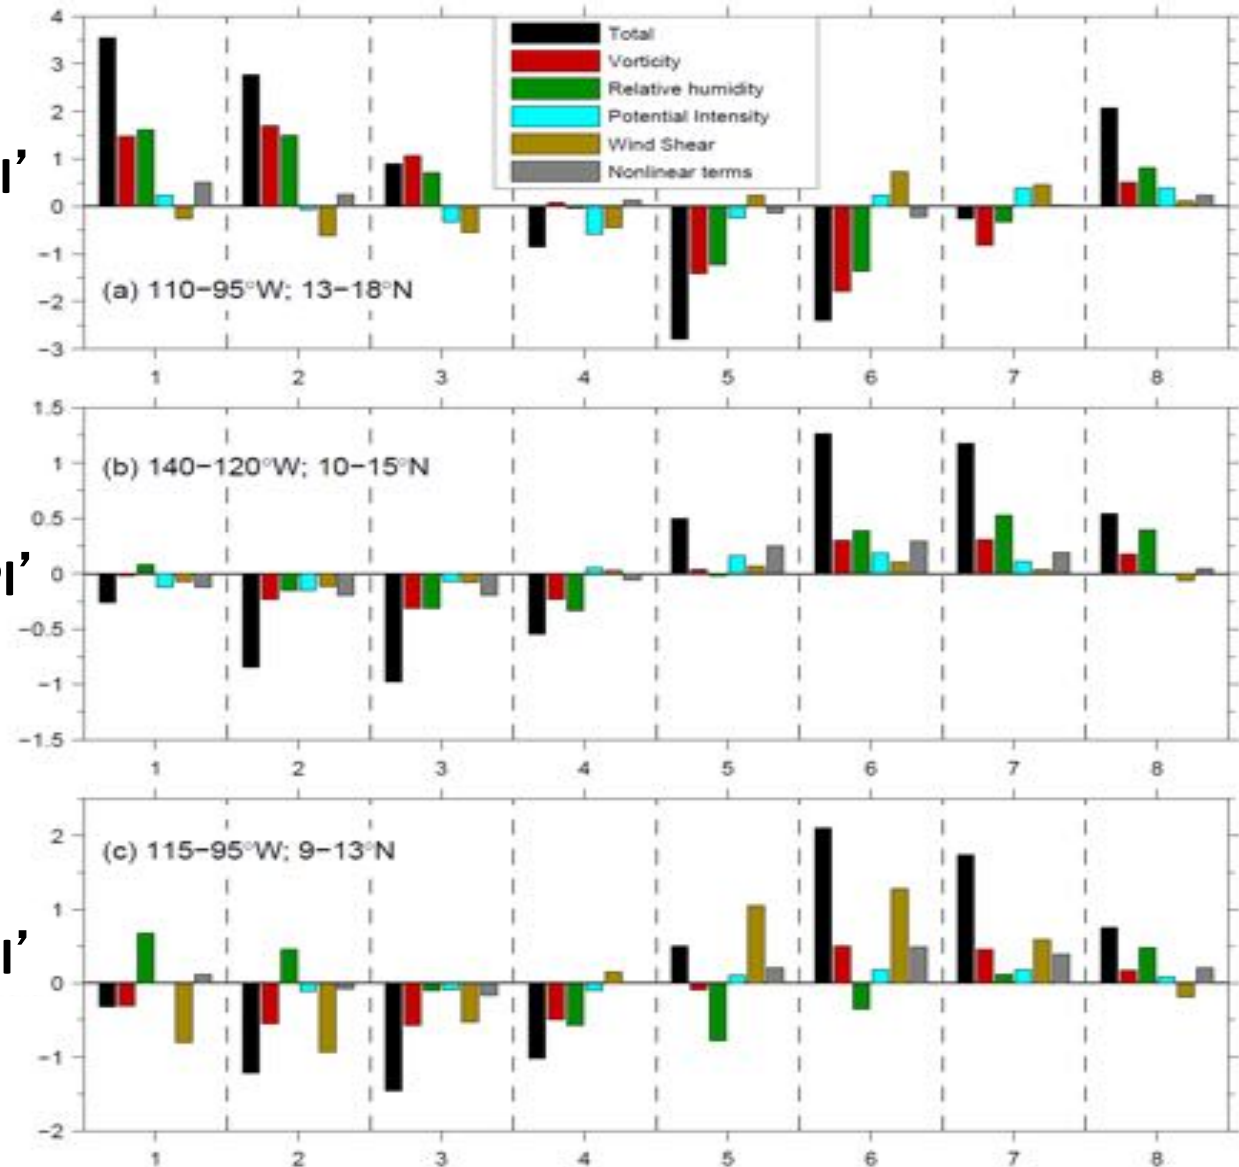 4
Total
Vorticity
Relative humidity
Potential Intensity
Wind Shear
Nonlinear terms
3
2
1
0
−1
−2
−3
(a) 110−95°W; 13−18°N
1 2 3 4 5 6 7 8
1.5
1
0.5
0
−0.5
−1
−1.5
(b) 140−120°W; 10−15°N
1 2 3 4 5 6 7 8
2
1
0
−1
−2
(c) 115−95°W; 9−13°N
1 2 3 4 5 6 7 8